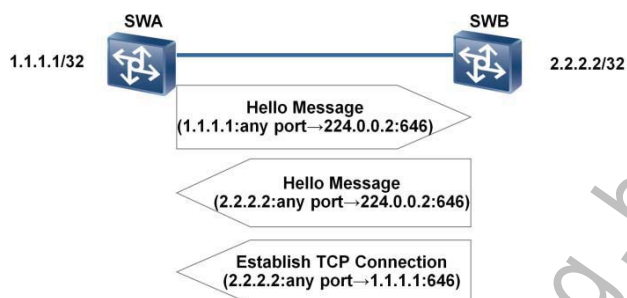 SWA
SWB
1.1.1.1/32
2.2.2.2/32
Hello Message
(1.1.1.1:any port→224.0.0.2:646)
Hello Message
(2.2.2.2:any port→224.0.0.2:646)
Establish TCP Connection
(2.2.2.2:any port→1.1.1.1:646)